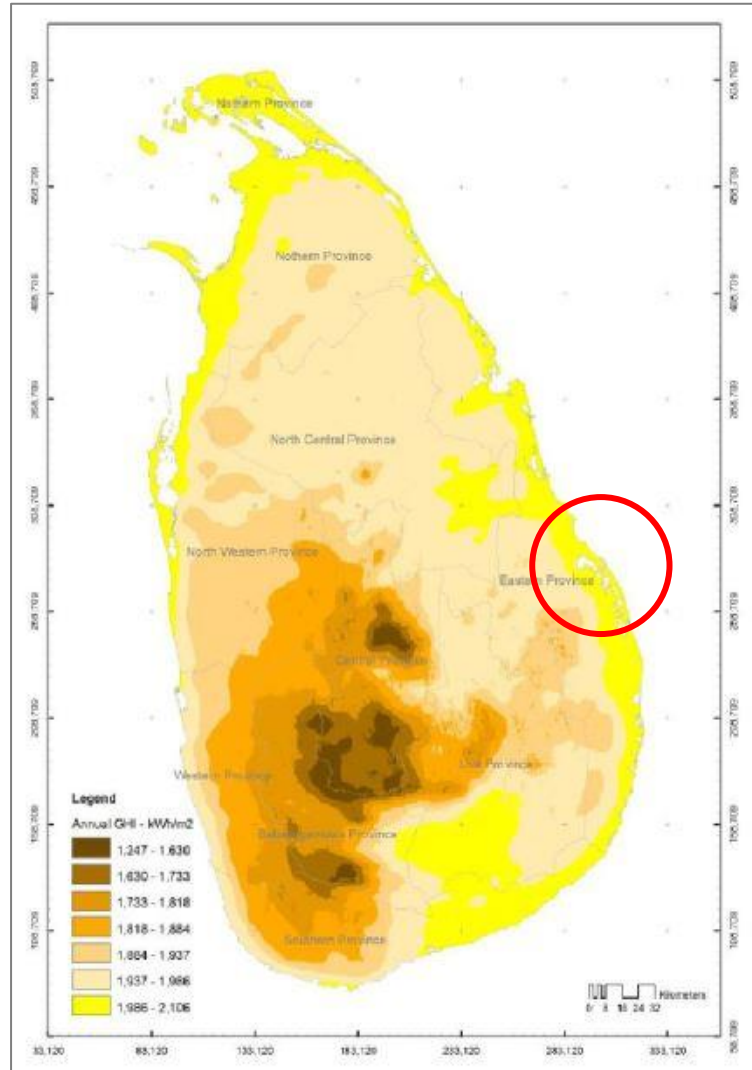 Nothern Province
Nothern Province
North Central Province
North Western Province
Eastern Province
Central Province
Uva Province
Western Province
Sabaragamuwa Province
Southern Province
Legend
Annual GHI - kWh/m2
1,247 - 1,630
1,630 - 1,733
1,733 - 1,818
1,818 - 1,884
1,884 - 1,937
1,937 - 1,986
1,986 - 2,106
Kilometers
0 8 16 24 32
33,120 83,120 133,120 183,120 233,120 283,120 333,120